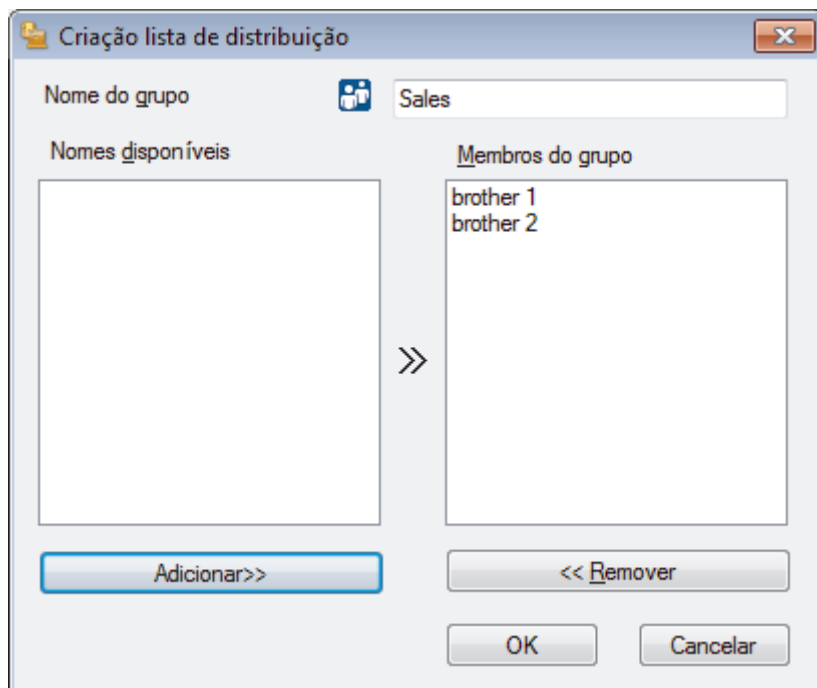 Criação lista de distribuição
Nome do grupo
Sales
Nomes disponíveis
Membros do grupo
brother 1
brother 2
Adicionar>>
<< Remover
OK
Cancelar